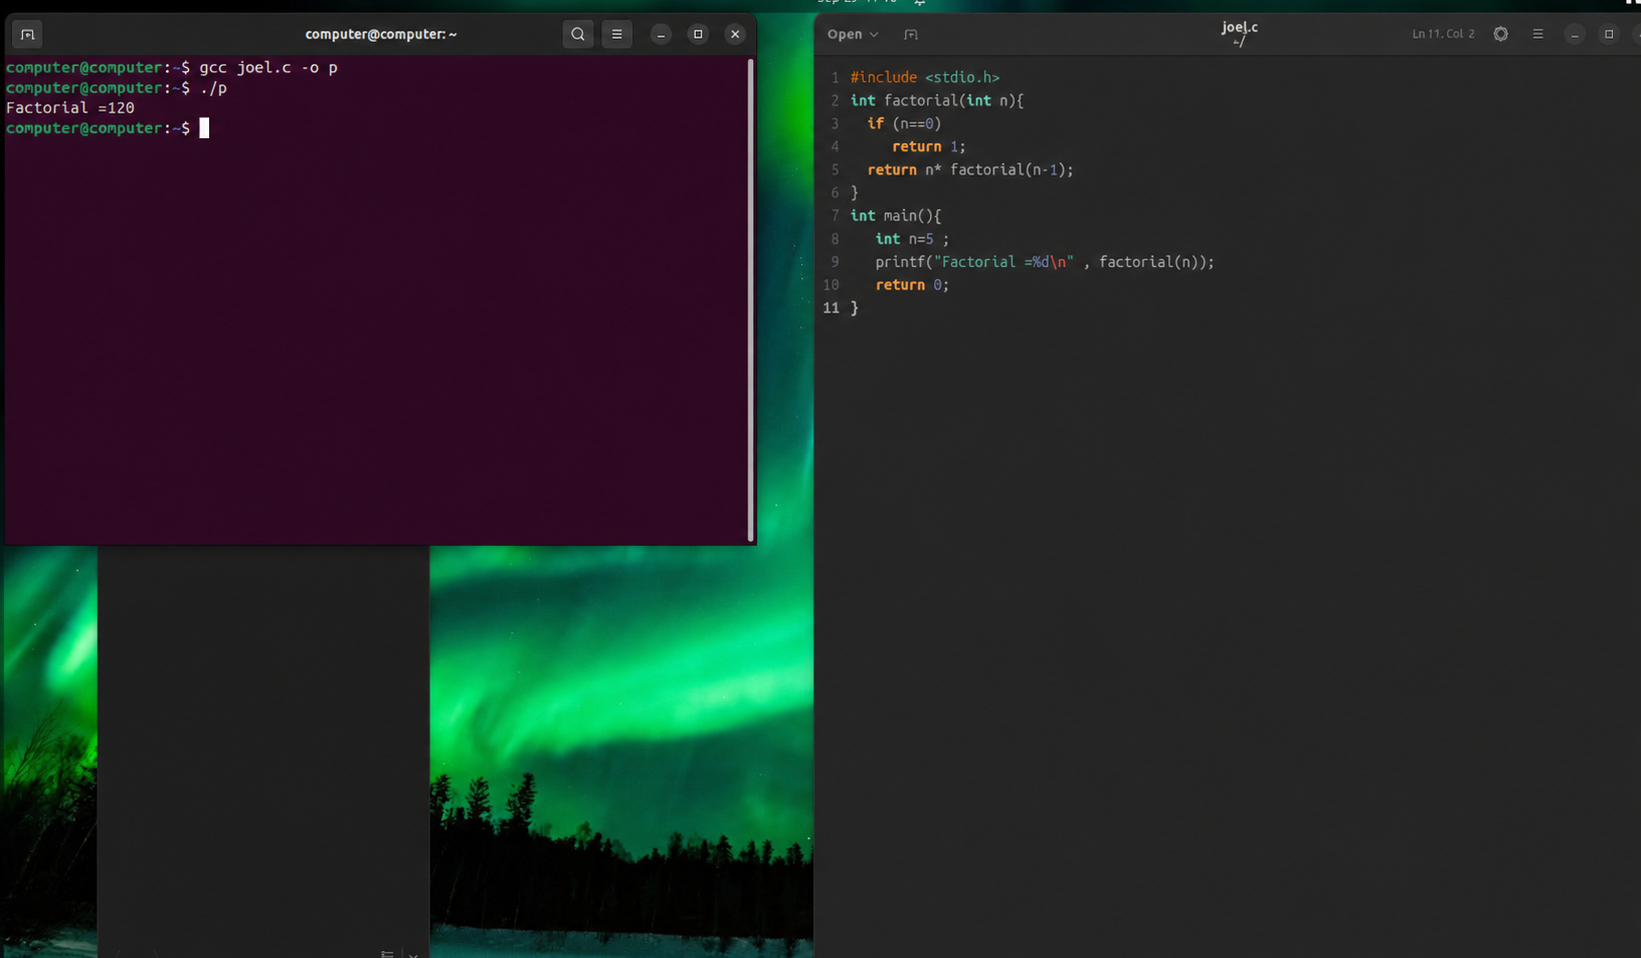 computer@computer: ~
computer@computer:~$ gcc joel.c -o p
computer@computer:~$ ./p
Factorial =120
computer@computer:~$
Open
joel.c
~/
Ln 11, Col 2
1 #include <stdio.h>
2 int factorial(int n){
3 if (n==0)
4 return 1;
5 return n* factorial(n-1);
6 }
7 int main(){
8 int n=5 ;
9 printf("Factorial =%d\n" , factorial(n));
10 return 0;
11 }